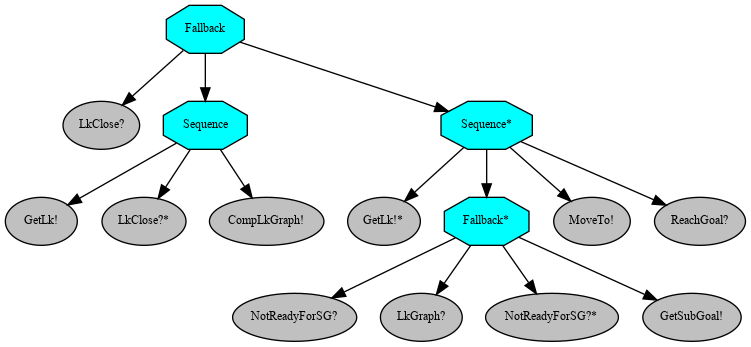 Fallback
LkClose?
Sequence
Sequence*
GetLk!
LkClose?*
CompLkGraph!
GetLk!*
Fallback*
MoveTo!
ReachGoal?
NotReadyForSG?
LkGraph?
NotReadyForSG?*
GetSubGoal!